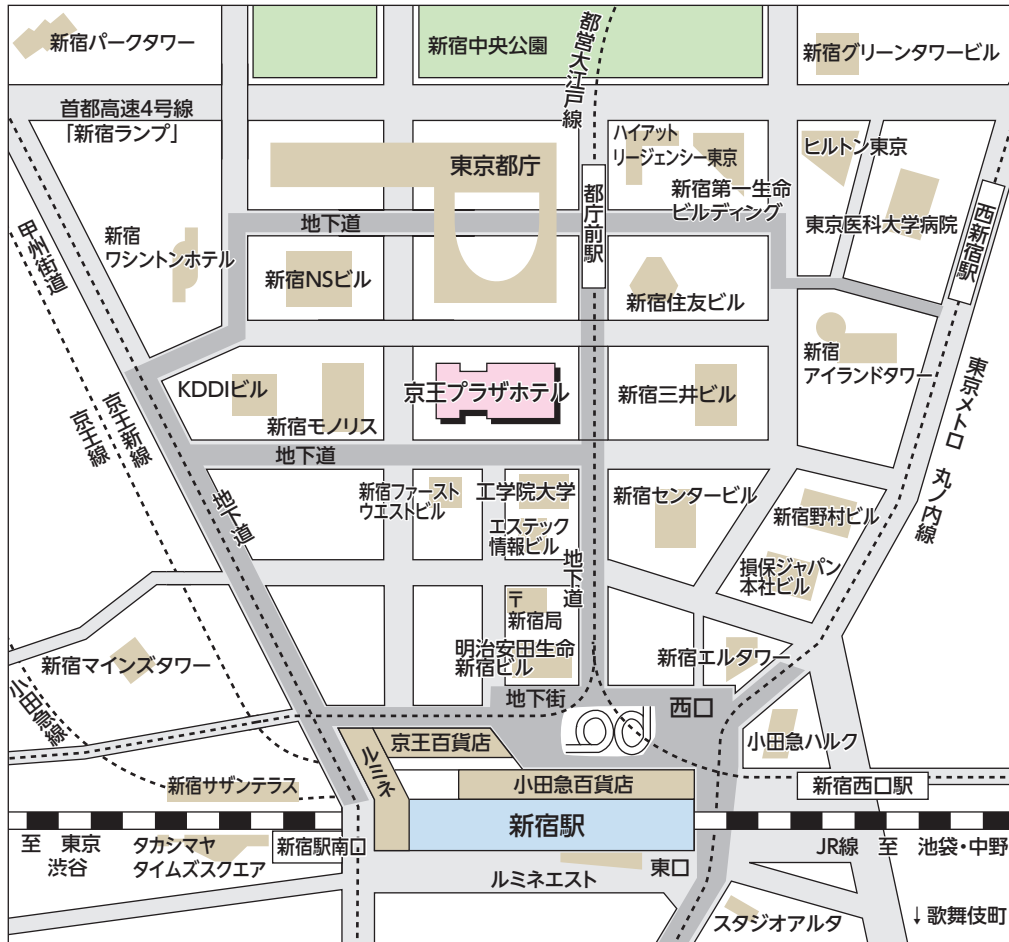 新宿パークタワー
新宿中央公園
都営大江戸線
新宿グリーンタワービル
首都高速4号線
「新宿ランプ」
ハイアット
リージェンシー東京
ヒルトン東京
東京都庁
都庁前駅
新宿第一生命
ビルディング
東京医科大学病院
西新宿駅
地下道
甲州街道
新宿
ワシントンホテル
新宿NSビル
新宿住友ビル
新宿
アイランドタワー
KDDIビル
新宿モノリス
京王プラザホテル
新宿三井ビル
東京メトロ 丸ノ内線
京王新線
京王線
地下道
地下道
新宿ファースト
ウエストビル
工学院大学
エステック
情報ビル
新宿センタービル
新宿野村ビル
地下道
損保ジャパン
本社ビル
〒
新宿局
明治安田生命
新宿ビル
新宿エルタワー
新宿マインズタワー
小田急線
地下街
西口
小田急ハルク
京王百貨店
ルミネ
小田急百貨店
新宿サザンテラス
新宿西口駅
新宿駅
至 東京
渋谷
タカシマヤ
タイムズスクエア
新宿駅南口
JR線 至 池袋・中野
東口
ルミネエスト
スタジオアルタ
↓歌舞伎町